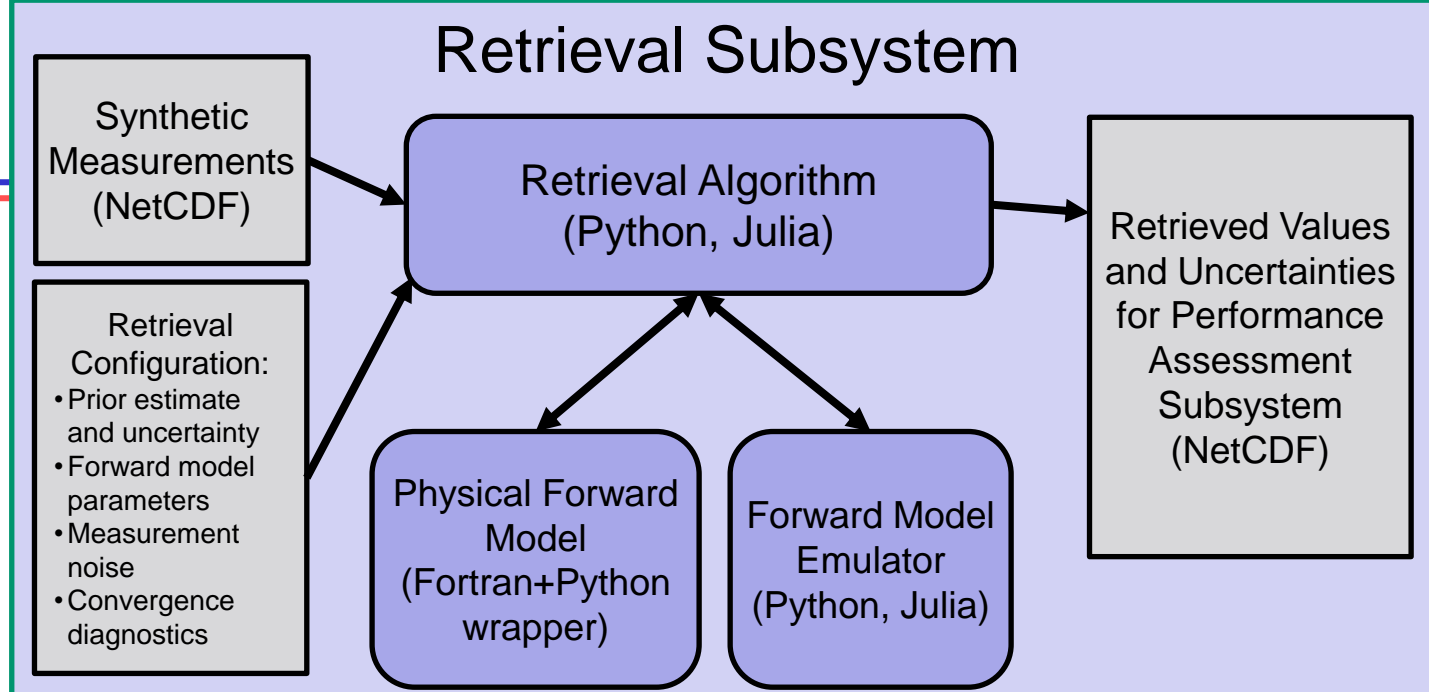 Retrieval Subsystem
Synthetic
Measurements
(NetCDF)
Retrieval
Configuration:
•Prior estimate
and uncertainty
•Forward model
parameters
•Measurement
noise
•Convergence
diagnostics
Retrieval Algorithm
(Python, Julia)
Physical Forward
Model
(Fortran+Python
wrapper)
Forward Model
Emulator
(Python, Julia)
Retrieved Values
and Uncertainties
for Performance
Assessment
Subsystem
(NetCDF)